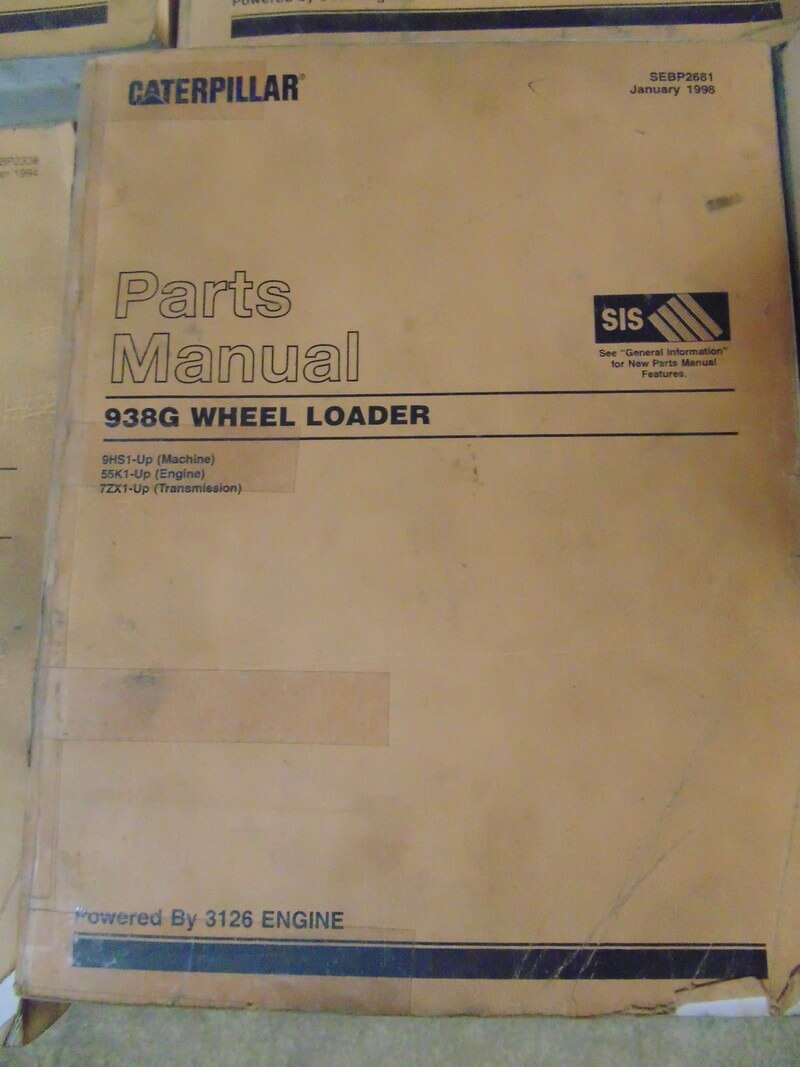 CATERPILLAR®
SEBP2681
January 1998
Parts
Manual
SIS
See "General Information"
for New Parts Manual
Features.
938G WHEEL LOADER
9HS1-Up (Machine)
55K1-Up (Engine)
7ZX1-Up (Transmission)
Powered By 3126 ENGINE
1994